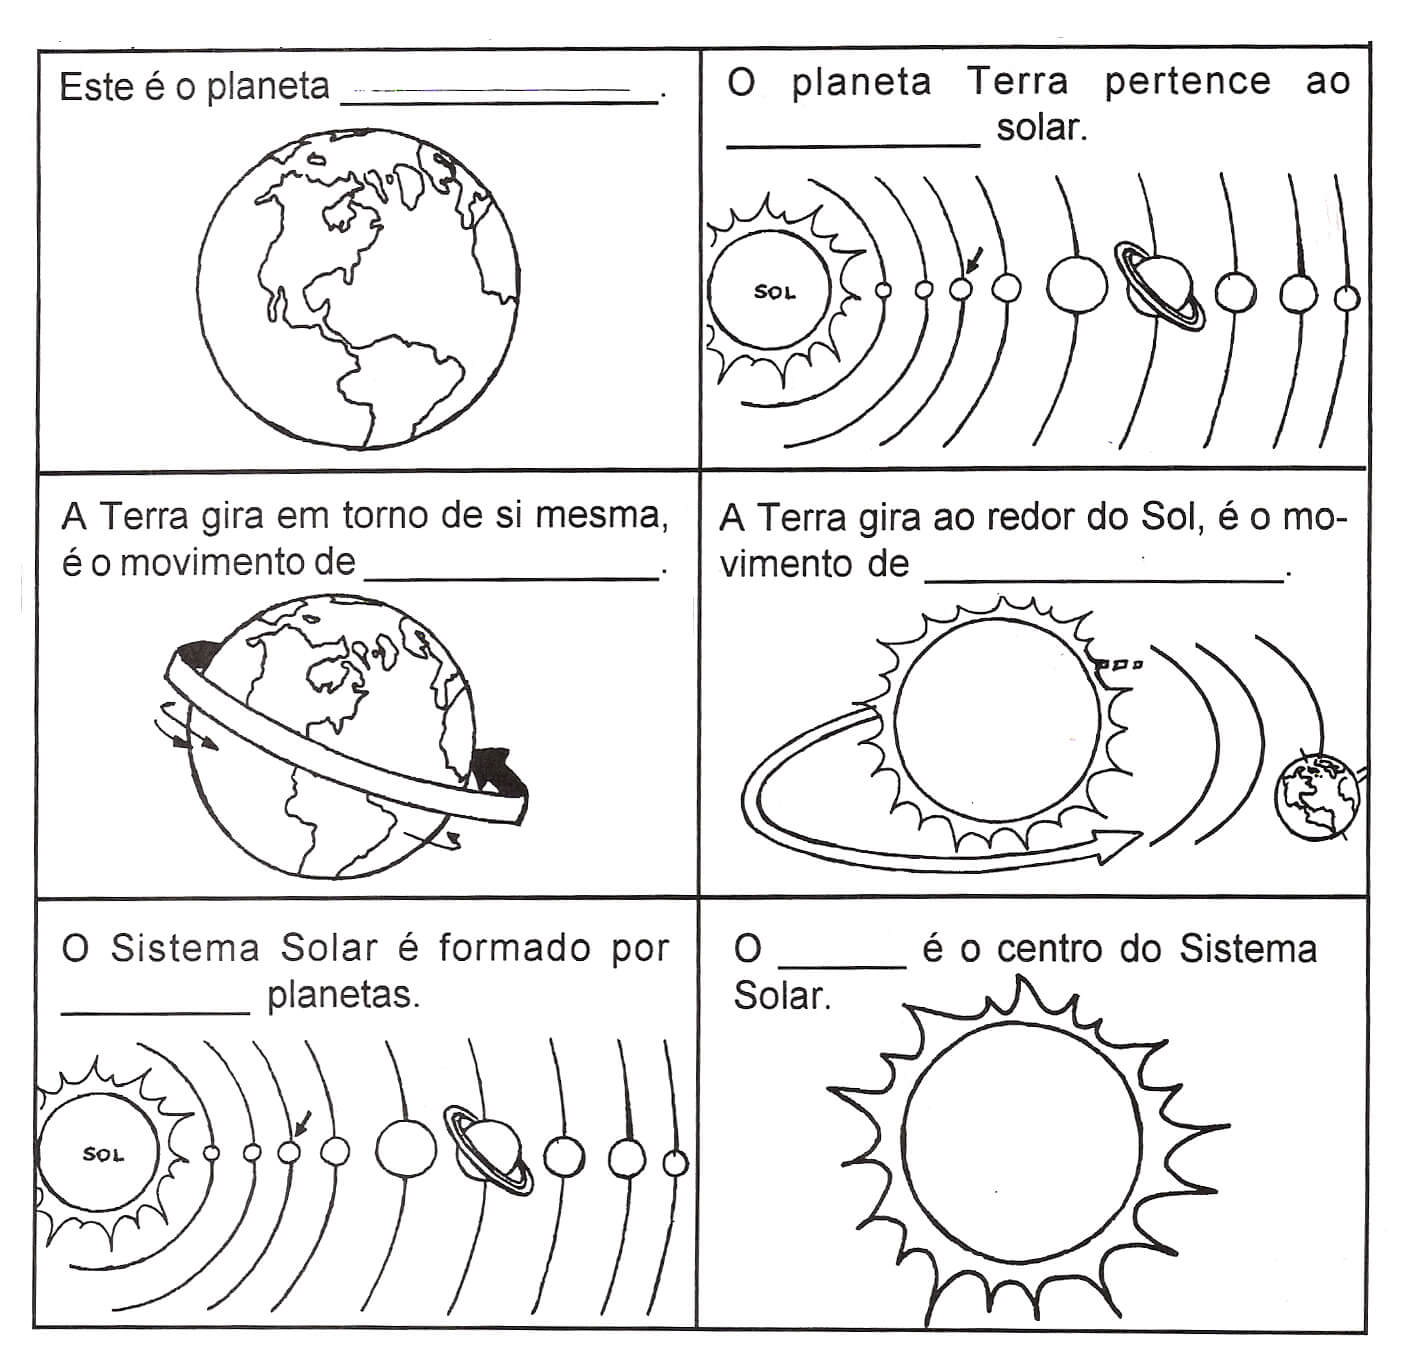 Este é o planeta ________________.
O planeta Terra pertence ao
____________ solar.
SOL
A Terra gira em torno de si mesma,
é o movimento de ______________.
A Terra gira ao redor do Sol, é o mo-
vimento de _________________.
O Sistema Solar é formado por
_________ planetas.
SOL
O ______ é o centro do Sistema
Solar.